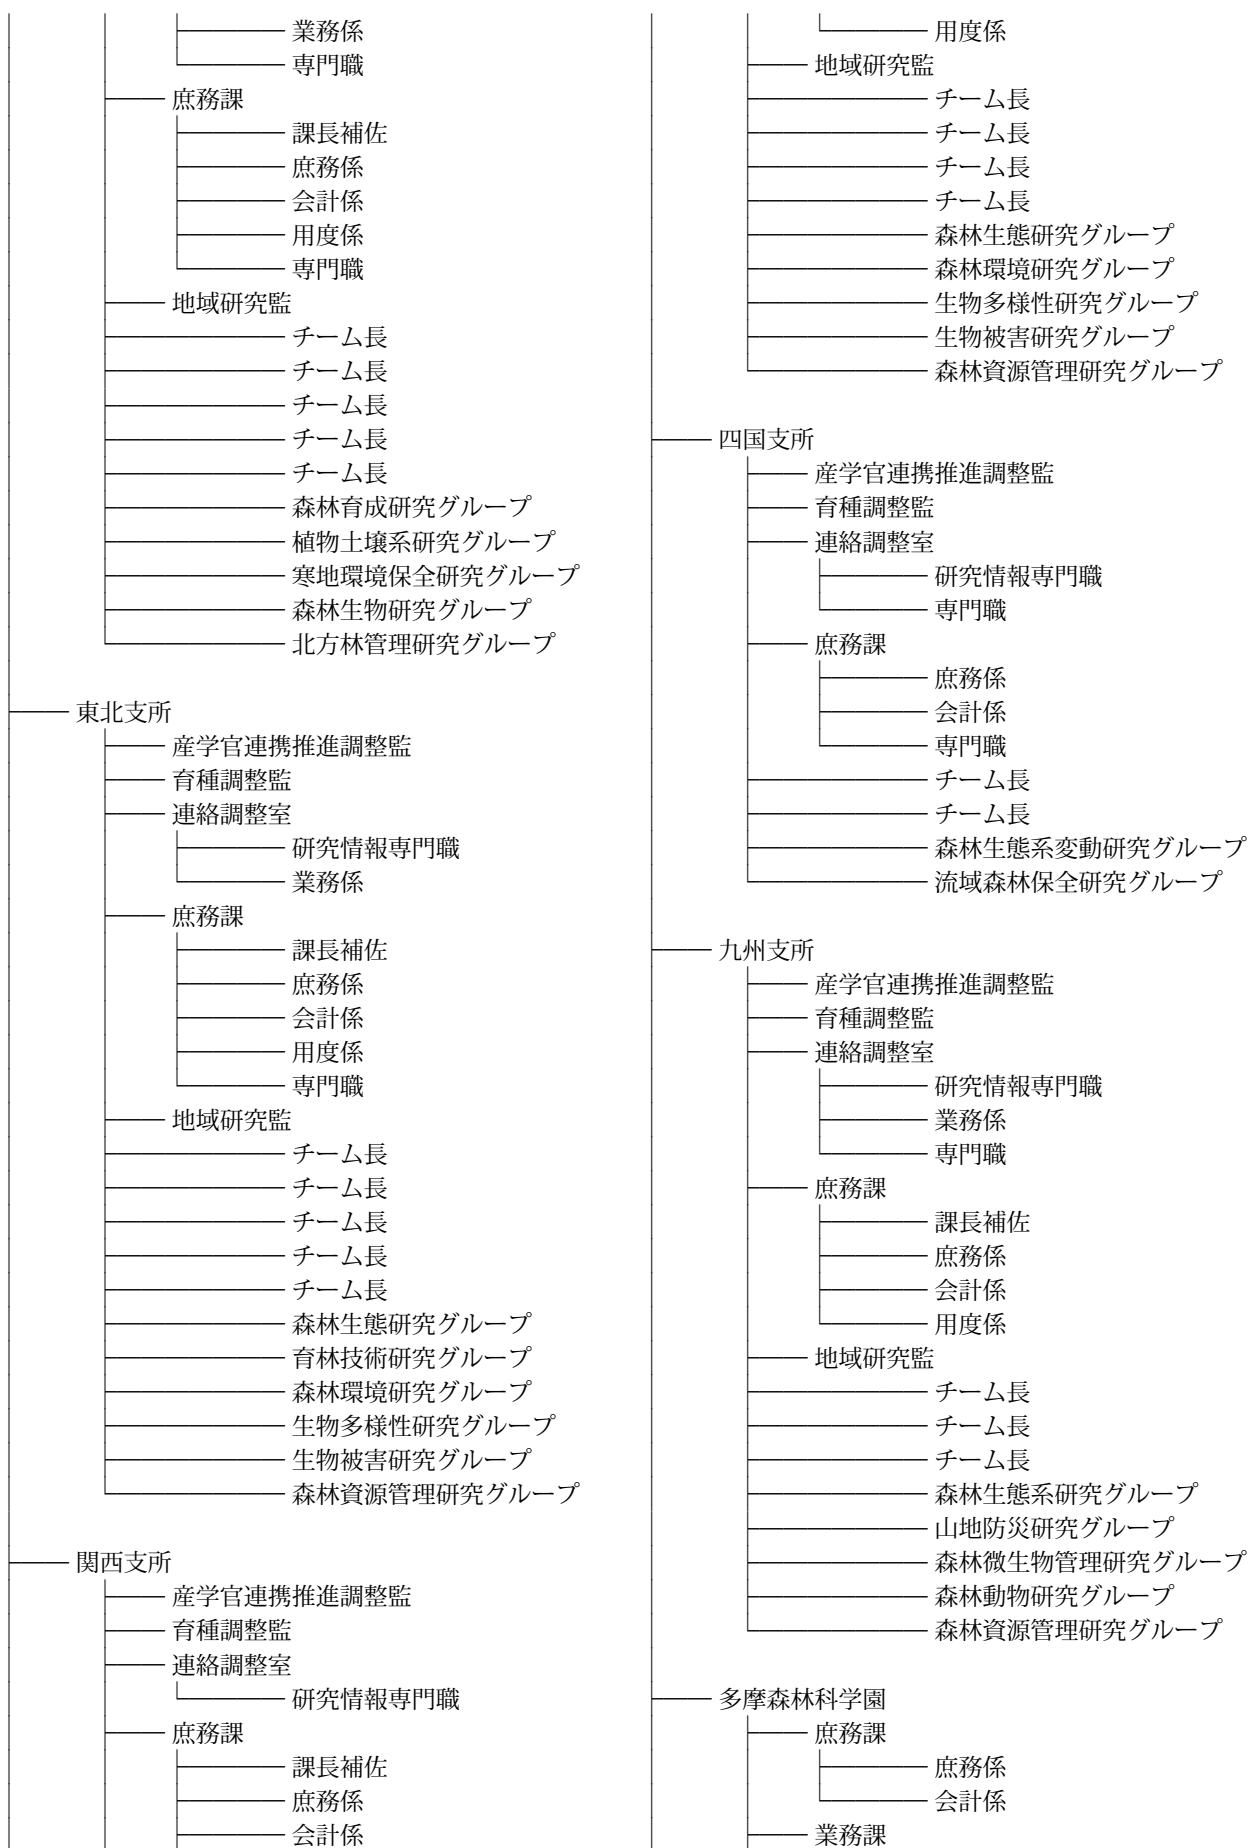 業務係
専門職
庶務課
課長補佐
庶務係
会計係
用度係
専門職
地域研究監
チーム長
チーム長
チーム長
チーム長
チーム長
森林育成研究グループ
植物土壌系研究グループ
寒地環境保全研究グループ
森林生物研究グループ
北方林管理研究グループ
東北支所
産学官連携推進調整監
育種調整監
連絡調整室
研究情報専門職
業務係
庶務課
課長補佐
庶務係
会計係
用度係
専門職
地域研究監
チーム長
チーム長
チーム長
チーム長
チーム長
森林生態研究グループ
育林技術研究グループ
森林環境研究グループ
生物多様性研究グループ
生物被害研究グループ
森林資源管理研究グループ
関西支所
産学官連携推進調整監
育種調整監
連絡調整室
研究情報専門職
庶務課
課長補佐
庶務係
会計係
用度係
地域研究監
チーム長
チーム長
チーム長
チーム長
森林生態研究グループ
森林環境研究グループ
生物多様性研究グループ
生物被害研究グループ
森林資源管理研究グループ
四国支所
産学官連携推進調整監
育種調整監
連絡調整室
研究情報専門職
専門職
庶務課
庶務係
会計係
専門職
チーム長
チーム長
森林生態系変動研究グループ
流域森林保全研究グループ
九州支所
産学官連携推進調整監
育種調整監
連絡調整室
研究情報専門職
業務係
専門職
庶務課
課長補佐
庶務係
会計係
用度係
地域研究監
チーム長
チーム長
チーム長
森林生態系研究グループ
山地防災研究グループ
森林微生物管理研究グループ
森林動物研究グループ
森林資源管理研究グループ
多摩森林科学園
庶務課
庶務係
会計係
業務課